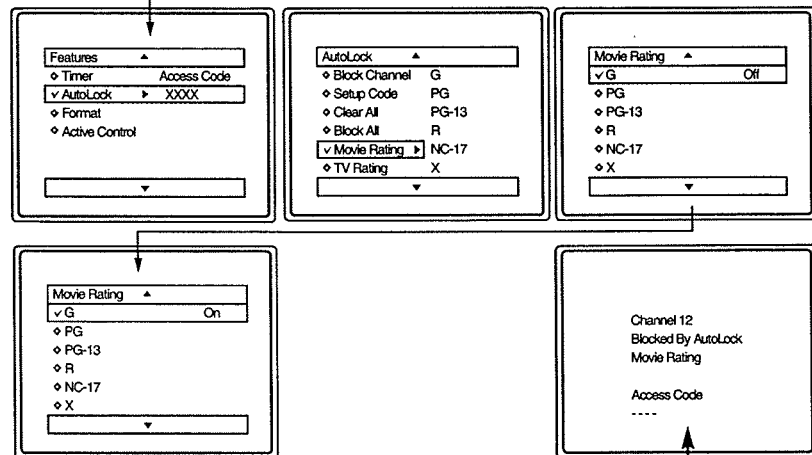 Features
Timer Access Code
AutoLock XXXX
Format
Active Control
AutoLock
Block Channel G
Setup Code PG
Clear All PG-13
Block All R
Movie Rating NC-17
TV Rating X
Movie Rating
G Off
PG
PG-13
R
NC-17
X
Movie Rating
G On
PG
PG-13
R
NC-17
X
Channel 12
Blocked By AutoLock
Movie Rating
Access Code
- - - -